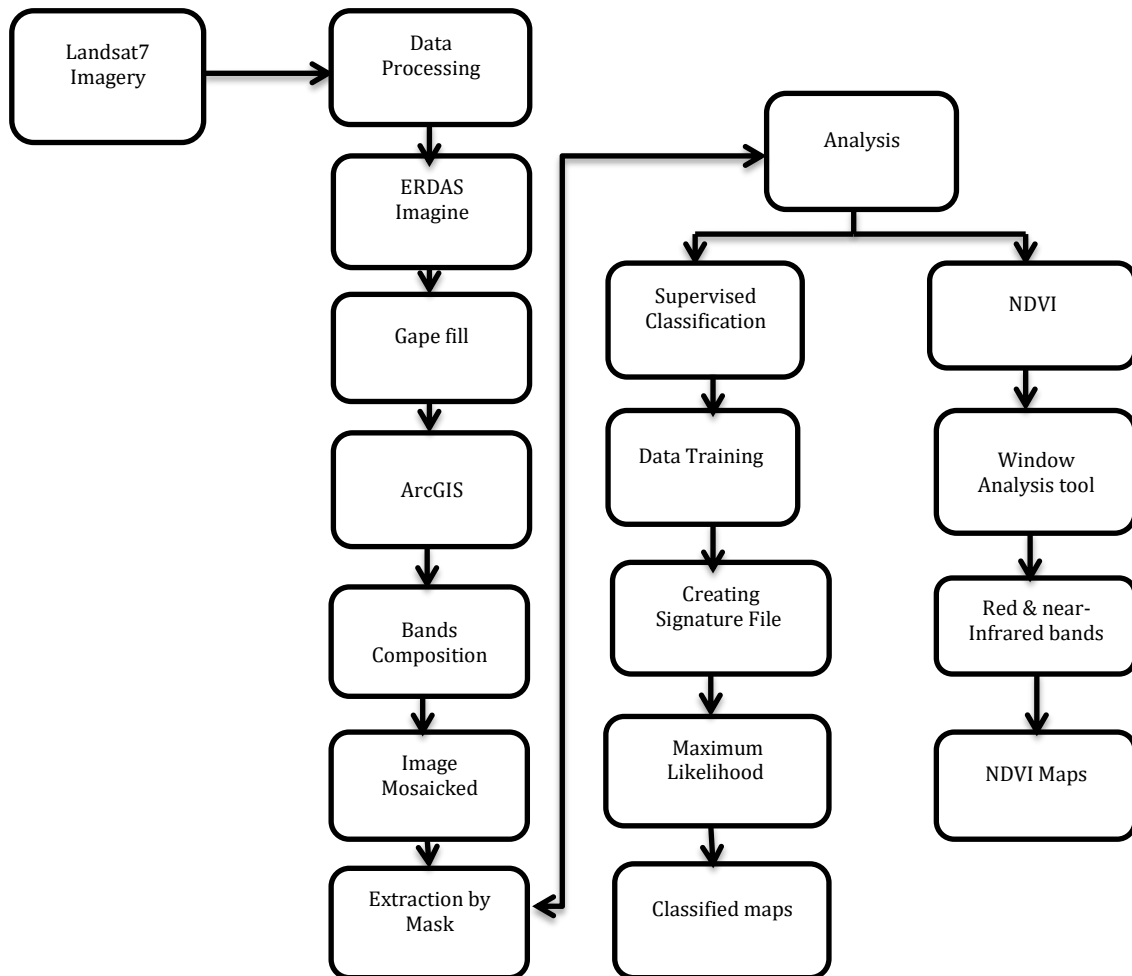 Landsat7
Imagery
Data
Processing
ERDAS
Imagine
Gape fill
ArcGIS
Bands
Composition
Image
Mosaicked
Extraction by
Mask
Analysis
Supervised
Classification
Data Training
Creating
Signature File
Maximum
Likelihood
Classified maps
NDVI
Window
Analysis tool
Red & near-
Infrared bands
NDVI Maps